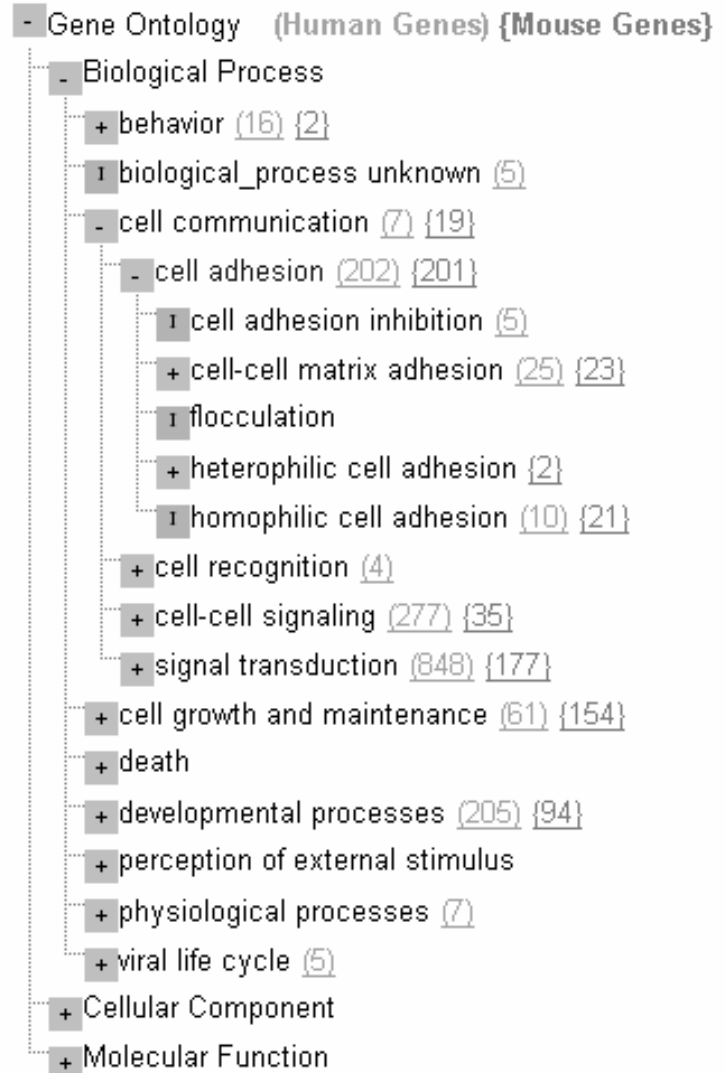 - Gene Ontology (Human Genes) {Mouse Genes}
- Biological Process
+ behavior (16) {2}
I biological_process unknown (5)
- cell communication (7) {19}
- cell adhesion (202) {201}
I cell adhesion inhibition (5)
+ cell-cell matrix adhesion (25) {23}
I flocculation
+ heterophilic cell adhesion {2}
I homophilic cell adhesion (10) {21}
+ cell recognition (4)
+ cell-cell signaling (277) {35}
+ signal transduction (848) {177}
+ cell growth and maintenance (61) {154}
+ death
+ developmental processes (205) {94}
+ perception of external stimulus
+ physiological processes (7)
+ viral life cycle (5)
+ Cellular Component
+ Molecular Function